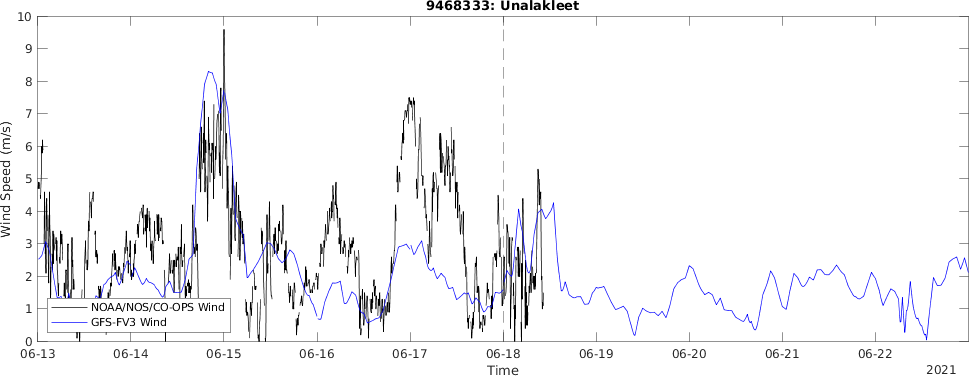 9468333: Unalakleet
10
9
8
7
6
5
4
3
2
1
0
Wind Speed (m/s)
NOAA/NOS/CO-OPS Wind
GFS-FV3 Wind
06-13 06-14 06-15 06-16 06-17 06-18 06-19 06-20 06-21 06-22
Time
2021